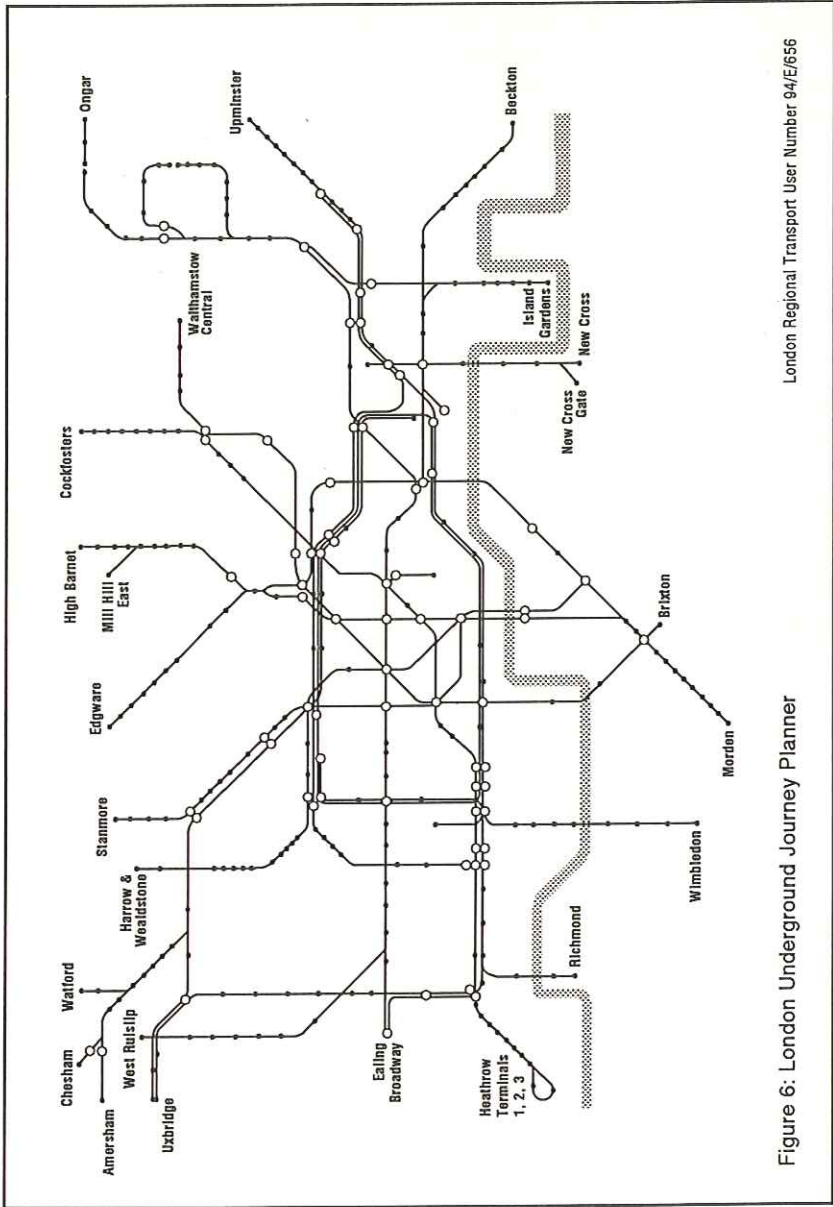 Ongar
Upminster
Beckton
Walthamstow
Central
Island
Gardens
New Cross
New Cross
Gate
Cockfosters
High Barnet
Mill Hill
East
Edgware
Brixton
Morden
Stanmore
Harrow &
Wealdstone
Wimbledon
Watford
Chesham
Amersham
West Ruislip
Uxbridge
Ealing
Broadway
Richmond
Heathrow
Terminals
1, 2, 3
Figure 6: London Underground Journey Planner
London Regional Transport User Number 94/E/656